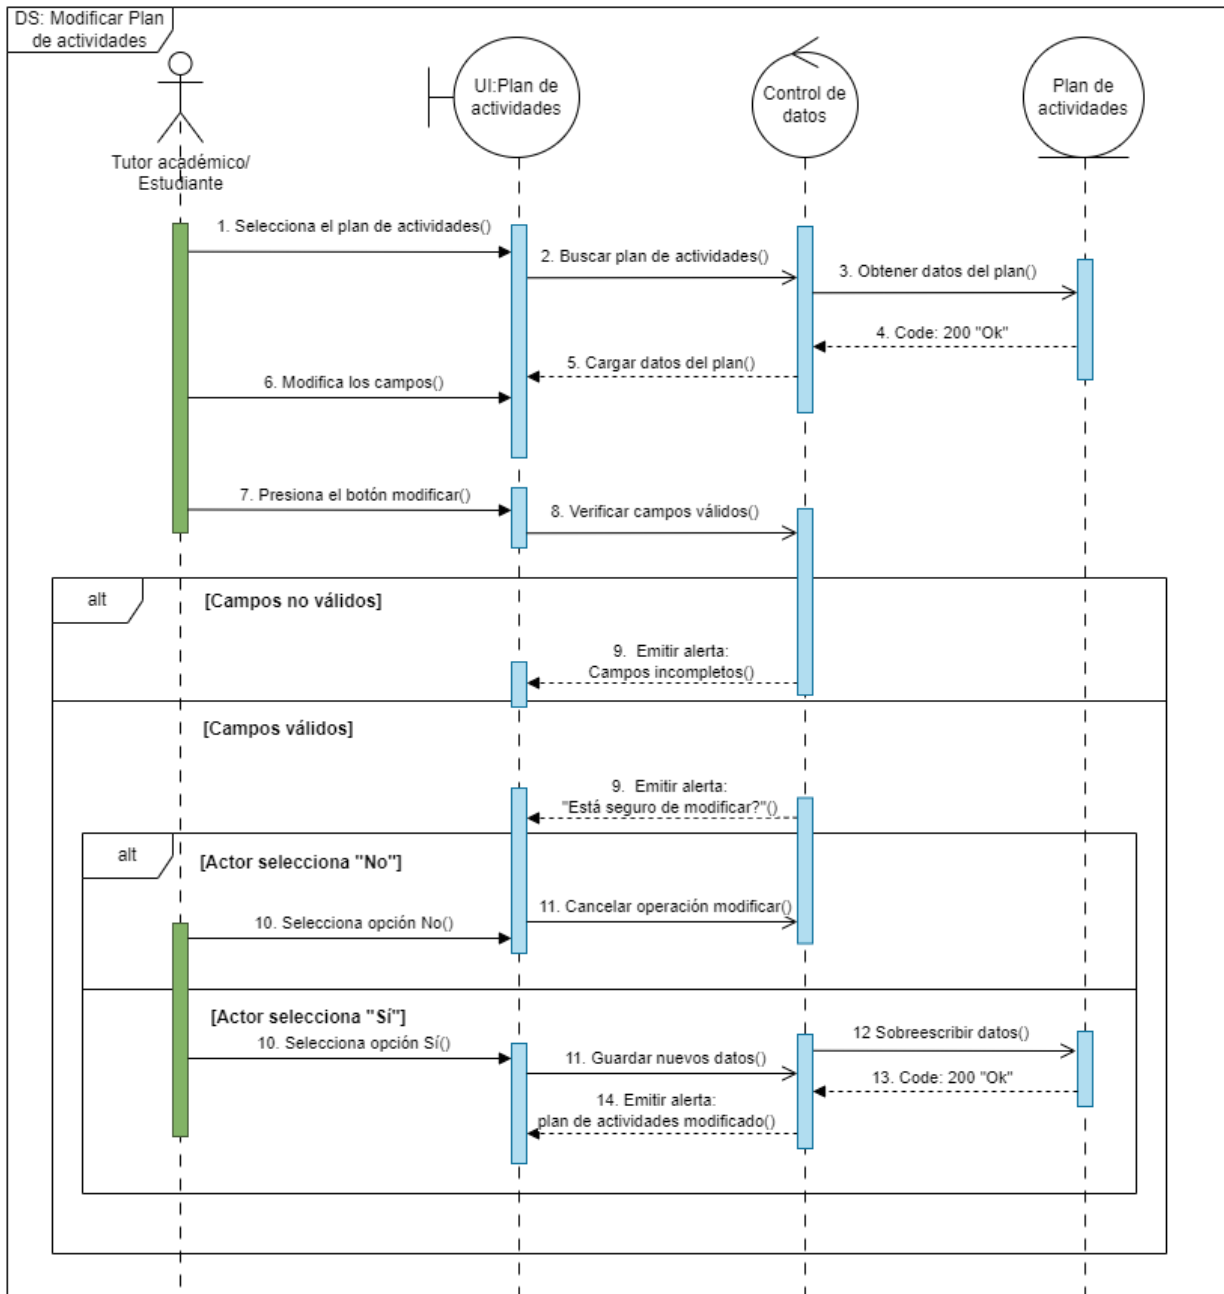 DS: Modificar Plan
de actividades
Tutor académico/
Estudiante
UI:Plan de
actividades
Control de
datos
Plan de
actividades
1. Selecciona el plan de actividades()
2. Buscar plan de actividades()
3. Obtener datos del plan()
4. Code: 200 "Ok"
5. Cargar datos del plan()
6. Modifica los campos()
7. Presiona el botón modificar()
8. Verificar campos válidos()
alt
[Campos no válidos]
9. Emitir alerta:
Campos incompletos()
[Campos válidos]
9. Emitir alerta:
"Está seguro de modificar?"()
alt
[Actor selecciona "No"]
11. Cancelar operación modificar()
10. Selecciona opción No()
[Actor selecciona "Sí"]
10. Selecciona opción Sí()
11. Guardar nuevos datos()
12 Sobreescribir datos()
13. Code: 200 "Ok"
14. Emitir alerta:
plan de actividades modificado()